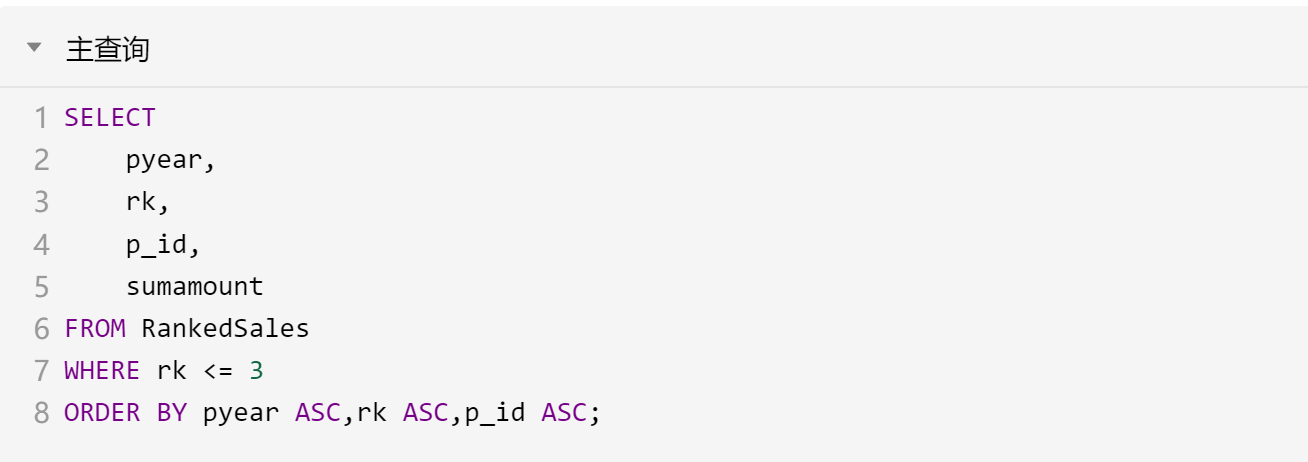 主查询
1 SELECT
2     pyear,
3     rk,
4     p_id,
5     sumamount
6 FROM RankedSales
7 WHERE rk <= 3
8 ORDER BY pyear ASC,rk ASC,p_id ASC;